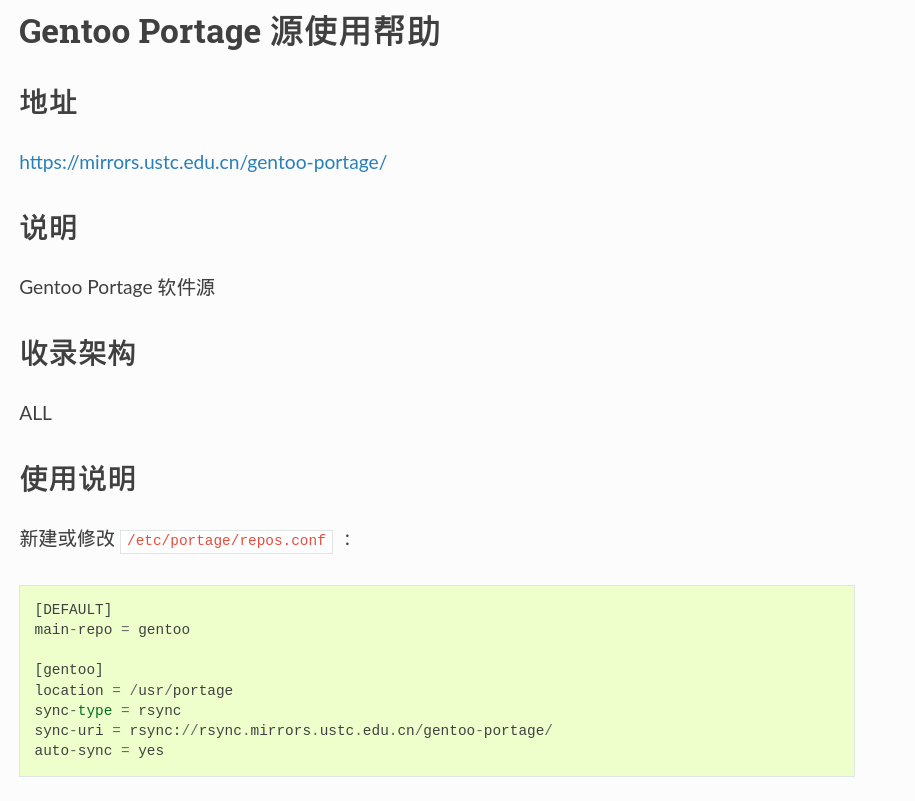 Gentoo Portage 源使用帮助
地址
https://mirrors.ustc.edu.cn/gentoo-portage/
说明
Gentoo Portage 软件源
收录架构
ALL
使用说明
新建或修改 /etc/portage/repos.conf ：
[DEFAULT]
main-repo = gentoo
[gentoo]
location = /usr/portage
sync-type = rsync
sync-uri = rsync://rsync.mirrors.ustc.edu.cn/gentoo-portage/
auto-sync = yes